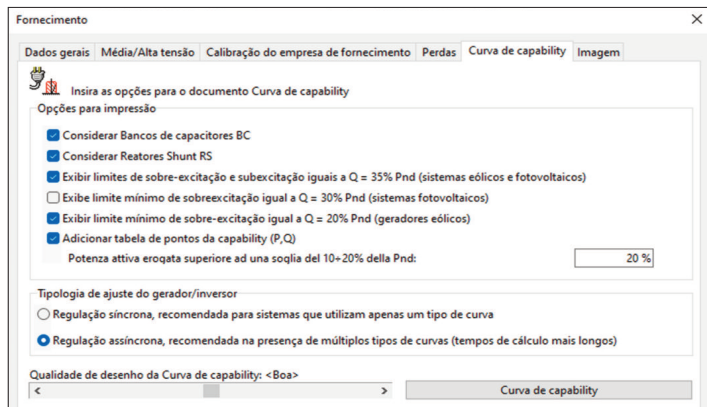 Fornecimento
Dados gerais Média/Alta tensão Calibração do empresa de fornecimento Perdas Curva de capability Imagem
Insira as opções para o documento Curva de capability
Opções para impressão
Considerar Bancos de capacitores BC
Considerar Reatores Shunt RS
Exibir limites de sobre-excitação e subexcitação iguais a Q = 35% Pnd (sistemas eólicos e fotovoltaicos)
Exibe limite mínimo de sobreexcitação igual a Q = 30% Pnd (sistemas fotovoltaicos)
Exibir limite mínimo de sobre-excitação igual a Q = 20% Pnd (geradores eólicos)
Adicionar tabela de pontos da capability (P,Q)
Potenza attiva erogata superiore ad una soglia del 10÷20% della Pnd: 20 %
Tipologia de ajuste do gerador/inversor
Regulação síncrona, recomendada para sistemas que utilizam apenas um tipo de curva
Regulação assíncrona, recomendada na presença de múltiplos tipos de curvas (tempos de cálculo mais longos)
Qualidade de desenho da Curva de capability: <Boa>
Curva de capability